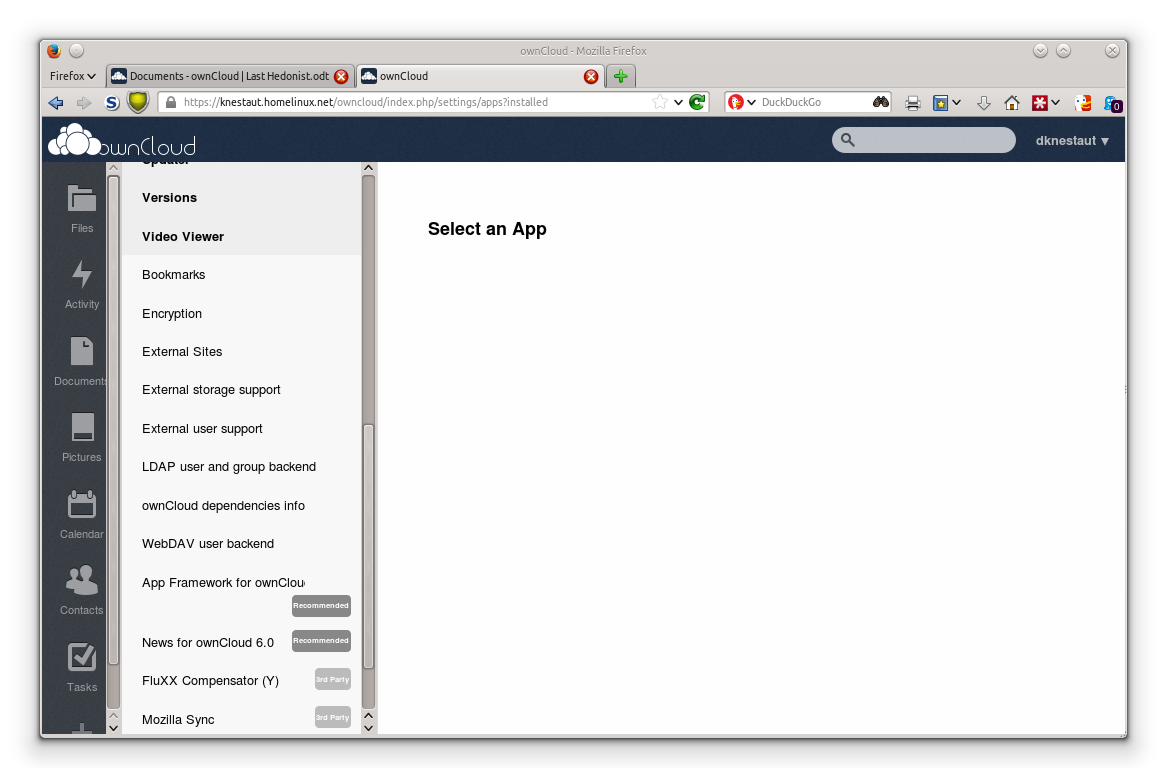 ownCloud - Mozilla Firefox
Firefox
Documents - ownCloud | Last Hedonist.odt
ownCloud
https://knestaut.homelinux.net/owncloud/index.php/settings/apps?installed
DuckDuckGo
0
ownCloud
dknestaut ▼
Files
Activity
Documents
Pictures
Calendar
Contacts
Tasks
Updater
Versions
Video Viewer
Bookmarks
Encryption
External Sites
External storage support
External user support
LDAP user and group backend
ownCloud dependencies info
WebDAV user backend
App Framework for ownClou
Recommended
News for ownCloud 6.0
Recommended
FluXX Compensator (Y)
3rd Party
Mozilla Sync
3rd Party
Select an App